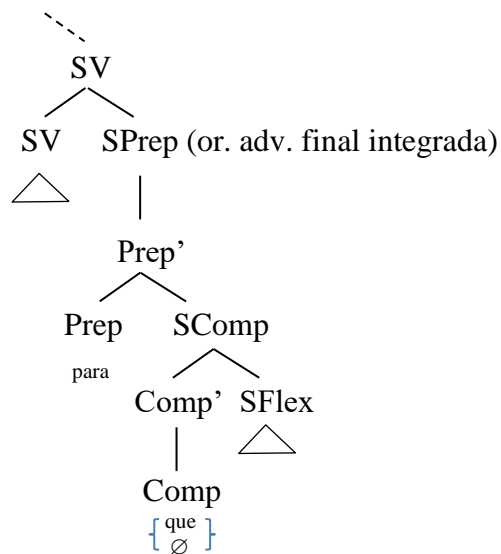 SV
SV SPrep (or. adv. final integrada)
Prep’
Prep SComp
para
Comp’ SFlex
Comp
{ que }
∅